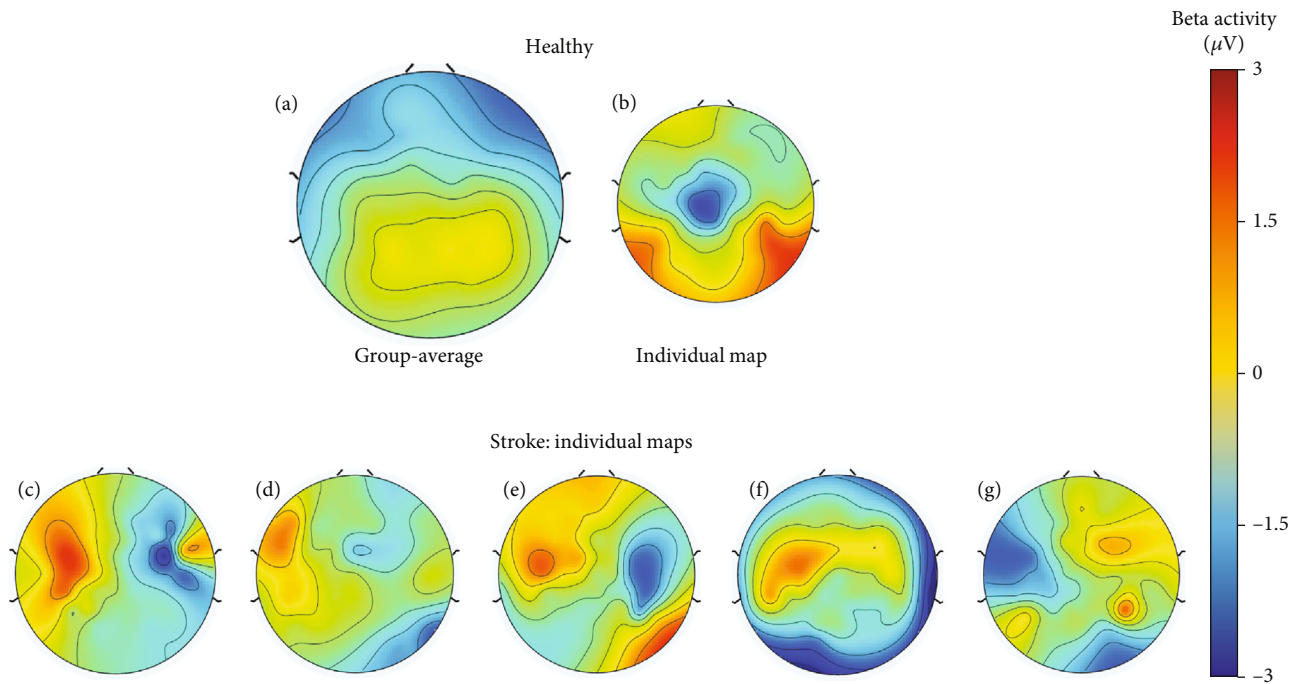 Beta activity
(μV)
Healthy
3
(a)
(b)
1.5
Group-average
Individual map
0
Stroke: individual maps
(c)
(d)
(e)
(f)
(g)
−1.5
−3